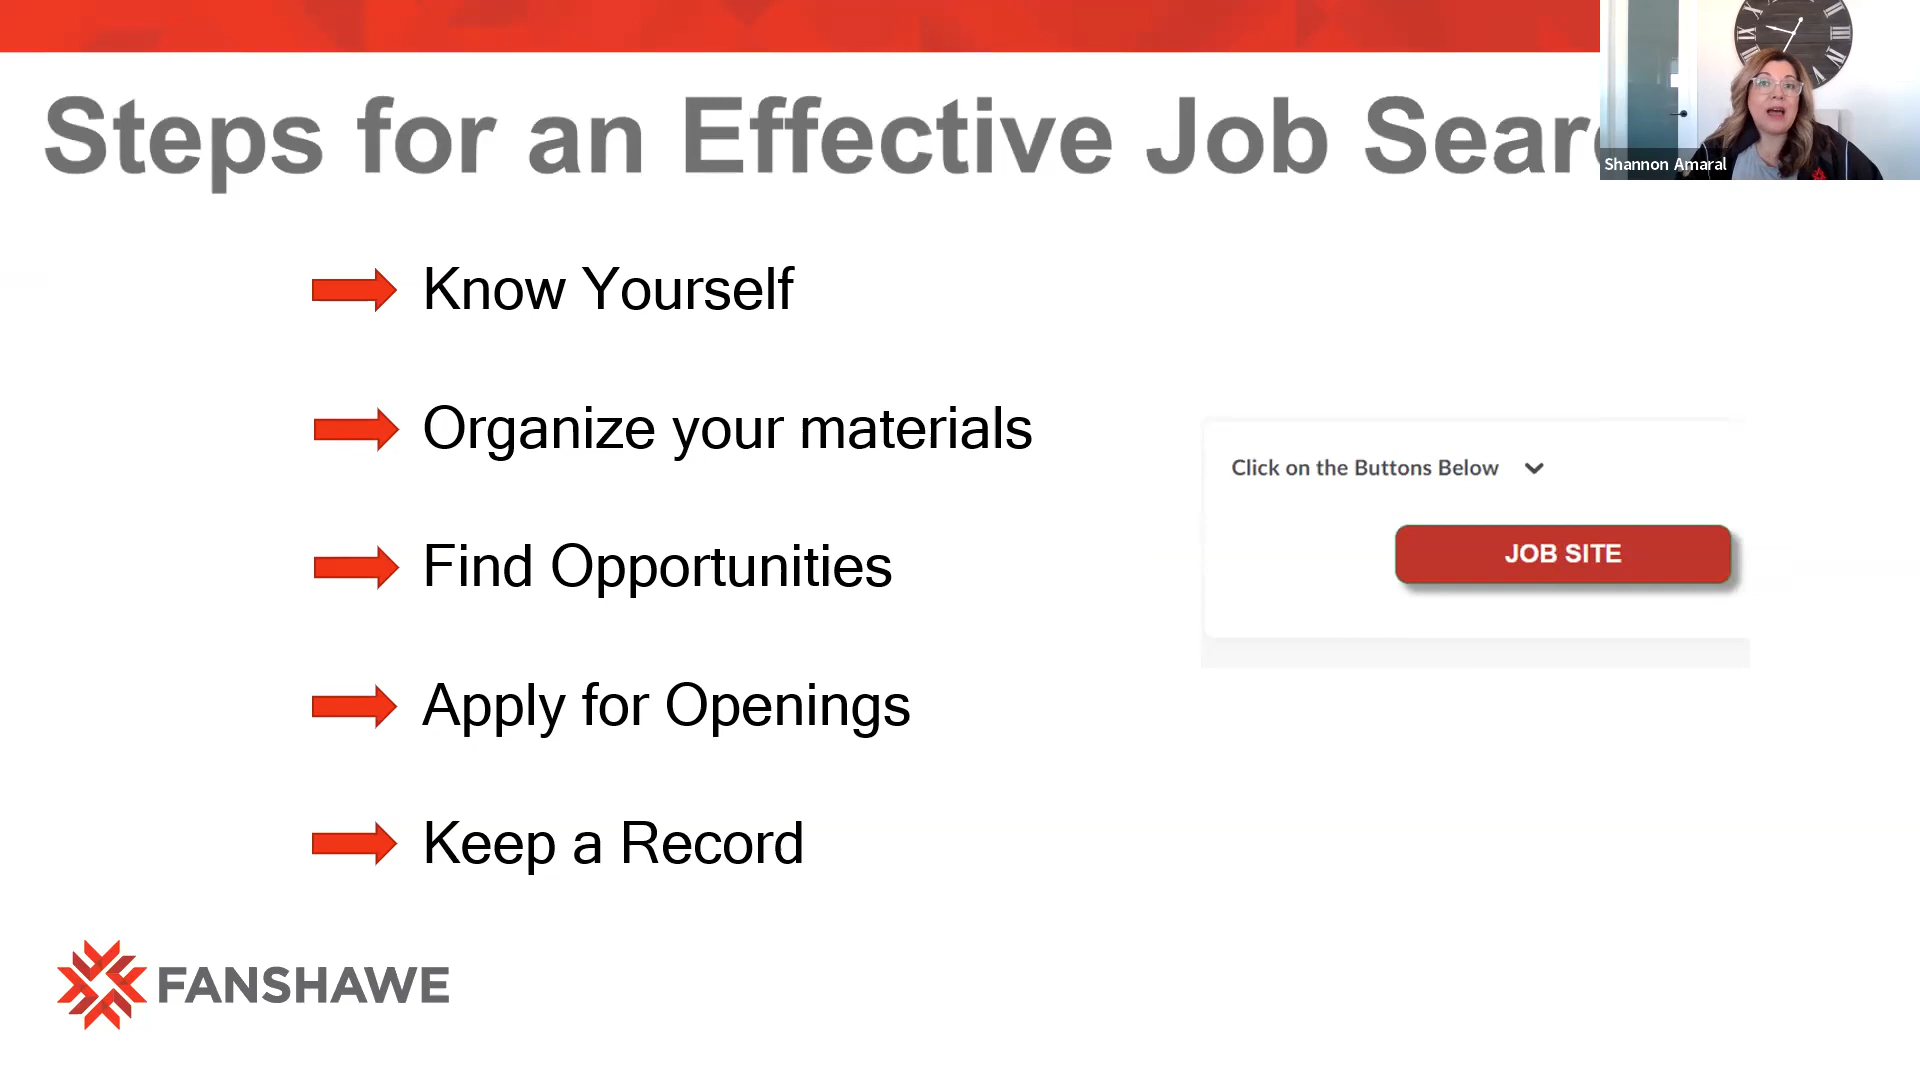 Steps for an Effective Job Sear
Shannon Amaral
Know Yourself
Organize your materials
Find Opportunities
Apply for Openings
Keep a Record
Click on the Buttons Below
JOB SITE
FANSHAWE